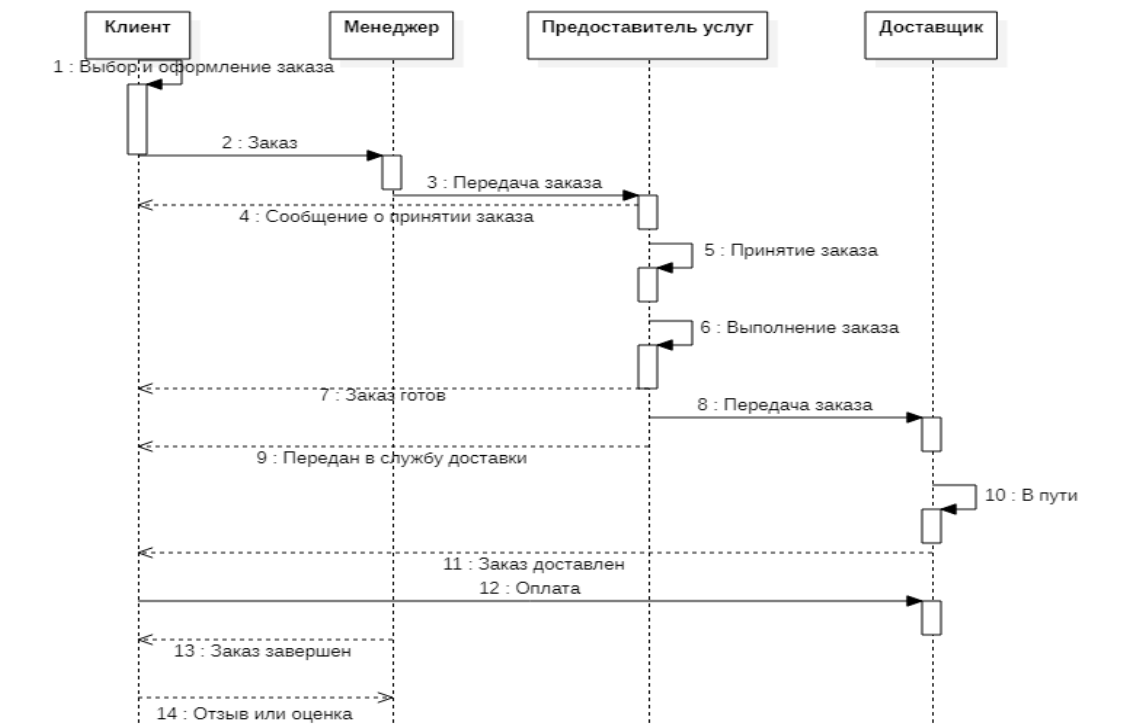 Клиент
Менеджер
Предоставитель услуг
Доставщик
1 : Выбор и оформление заказа
2 : Заказ
3 : Передача заказа
4 : Сообщение о принятии заказа
5 : Принятие заказа
6 : Выполнение заказа
7 : Заказ готов
8 : Передача заказа
9 : Передан в службу доставки
10 : В пути
11 : Заказ доставлен
12 : Оплата
13 : Заказ завершен
14 : Отзыв или оценка